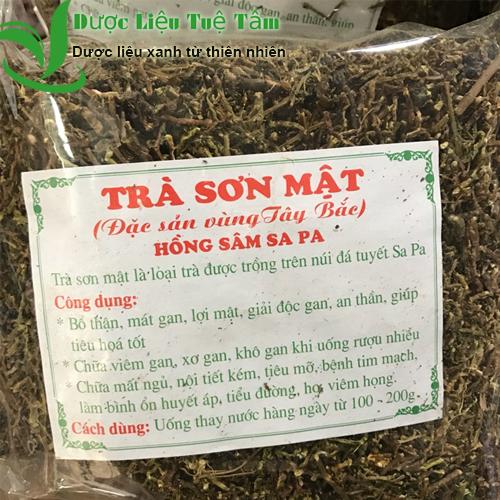 Dược Liệu Tuệ Tâm
Dược liệu xanh từ thiên nhiên
TRÀ SƠN MẬT
(Đặc sản vùng Tây Bắc)
HỒNG SÂM SA PA
Trà sơn mật là loại trà được trồng trên núi đá tuyết Sa Pa
Công dụng:
* Bổ thận, mát gan, lợi mật, giải độc gan, an thần, giúp
tiêu hoá tốt
* Chữa viêm gan, xơ gan, khô gan khi uống rượu nhiều
* Chữa mất ngủ, nội tiết kém, tiêu mỡ, bệnh tim mạch,
làm bình ổn huyết áp, tiểu đường, ho, viêm họng.
Cách dùng: Uống thay nước hàng ngày từ 100 - 200g